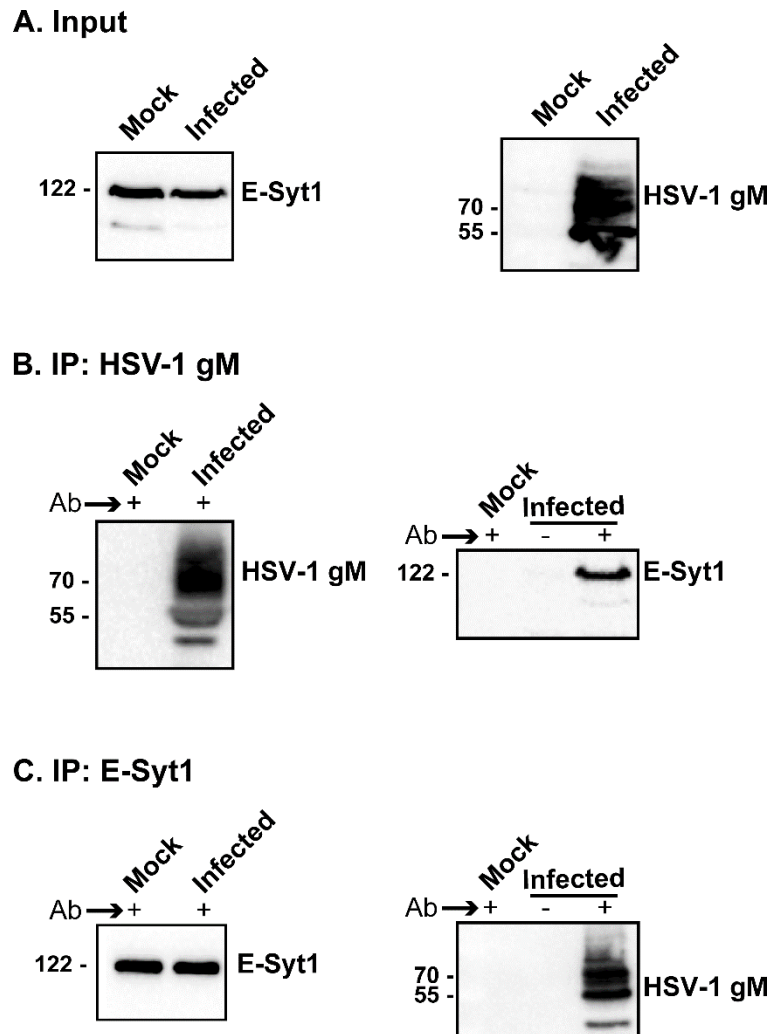 A. Input
Mock Infected
122 - E-Syt1
Mock Infected
70 -
55 -
HSV-1 gM
B. IP: HSV-1 gM
Mock Infected
Ab + +
70 -
55 -
HSV-1 gM
Mock Infected
Ab + - +
122 - E-Syt1
C. IP: E-Syt1
Mock Infected
Ab + +
122 - E-Syt1
Mock Infected
Ab + - +
70 -
55 -
HSV-1 gM